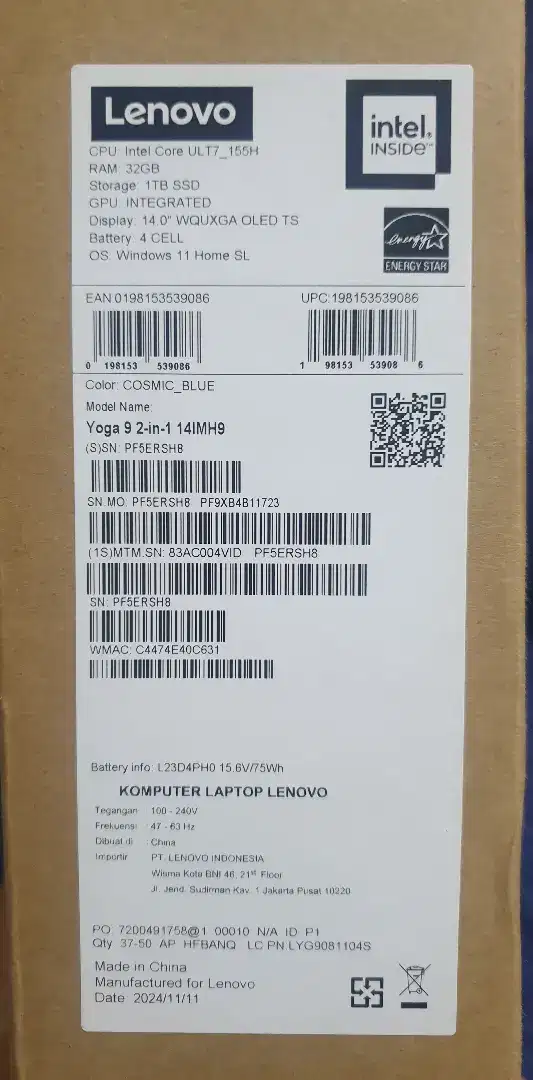 Lenovo
intel.
INSIDE™
CPU: Intel Core ULT7_155H
RAM: 32GB
Storage: 1TB SSD
GPU: INTEGRATED
Display: 14.0" WQUXGA OLED TS
Battery: 4 CELL
OS: Windows 11 Home SL
energy
ENERGY STAR
EAN 0198153539086
UPC:198153539086
0 198153 539086
1 98153 53908 6
Color: COSMIC_BLUE
Model Name:
Yoga 9 2-in-1 14IMH9
(S)SN: PF5ERSH8
SN.MO: PF5ERSH8 PF9XB4B11723
(1S)MTM.SN: 83AC004VID PF5ERSH8
SN: PF5ERSH8
WMAC: C4474E40C631
Battery info: L23D4PH0 15.6V/75Wh
KOMPUTER LAPTOP LENOVO
Tegangan : 100 - 240V
Frekuensi : 47 - 63 Hz
Dibuat di : China
Importir : PT. LENOVO INDONESIA
Wisma Kota BNI 46, 21st Floor
Jl. Jend. Sudirman Kav. 1 Jakarta Pusat 10220
PO: 7200491758@1 00010 N/A ID P1
Qty 37-50 AP HFBANQ LC PN:LYG9081104S
Made in China
Manufactured for Lenovo
Date 2024/11/11